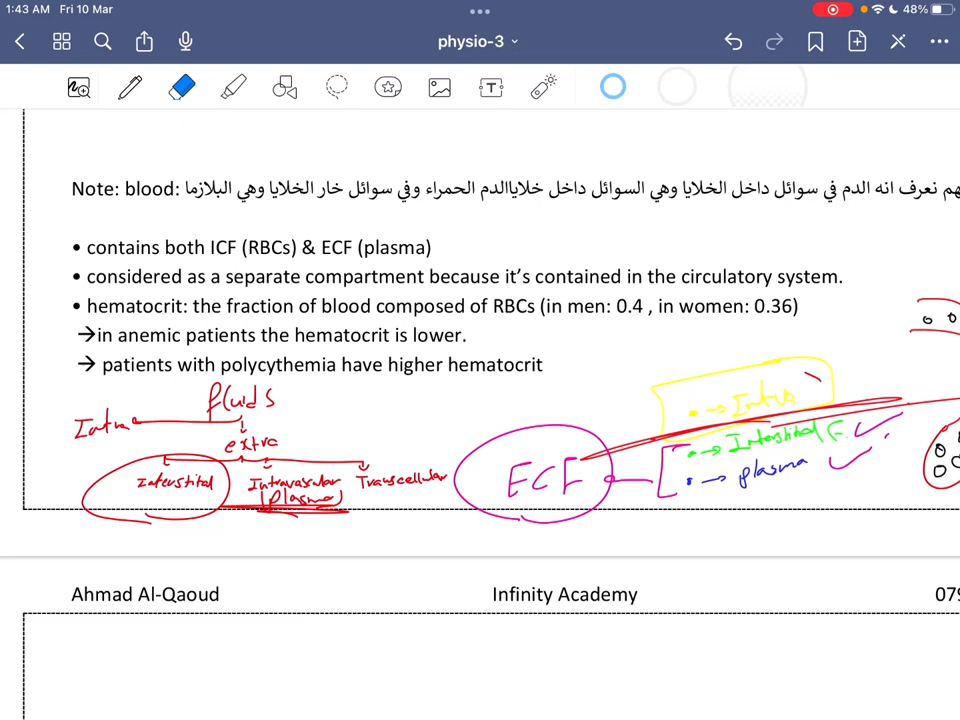 1:43 AM Fri 10 Mar
48%
physio-3
Note: blood: هم نعرف انه الدم في سوائل داخل الخلايا وهي السوائل داخل خلاياالدم الحمراء وفي سوائل خار الخلايا وهي البلازما
• contains both ICF (RBCs) & ECF (plasma)
• considered as a separate compartment because it's contained in the circulatory system.
• hematocrit: the fraction of blood composed of RBCs (in men: 0.4 , in women: 0.36)
→in anemic patients the hematocrit is lower.
→ patients with polycythemia have higher hematocrit
fluids
Intra
extra
Interstitial
Intravascular
(plasma)
Transcellular
ECF
• → Intra
• → Interstitial F.
• → plasma
Ahmad Al-Qaoud
Infinity Academy
079